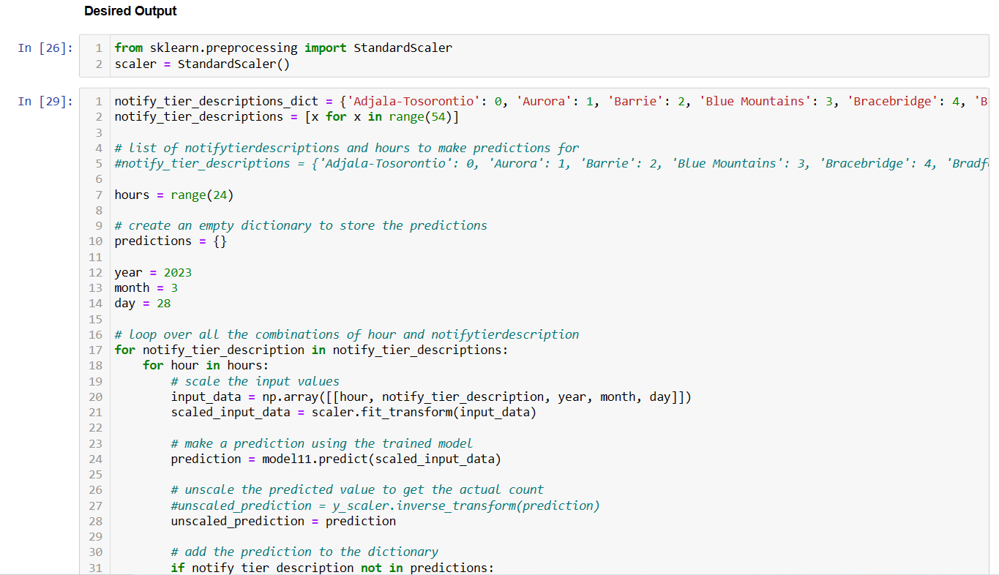 Desired Output
In [26]:
1 from sklearn.preprocessing import StandardScaler
2 scaler = StandardScaler()
In [29]:
1 notify_tier_descriptions_dict = {'Adjala-Tosorontio': 0, 'Aurora': 1, 'Barrie': 2, 'Blue Mountains': 3, 'Bracebridge': 4, 'B
2 notify_tier_descriptions = [x for x in range(54)]
3
4 # list of notifytierdescriptions and hours to make predictions for
5 #notify_tier_descriptions = {'Adjala-Tosorontio': 0, 'Aurora': 1, 'Barrie': 2, 'Blue Mountains': 3, 'Bracebridge': 4, 'Bradf
6
7 hours = range(24)
8
9 # create an empty dictionary to store the predictions
10 predictions = {}
11
12 year = 2023
13 month = 3
14 day = 28
15
16 # loop over all the combinations of hour and notifytierdescription
17 for notify_tier_description in notify_tier_descriptions:
18     for hour in hours:
19         # scale the input values
20         input_data = np.array([[hour, notify_tier_description, year, month, day]])
21         scaled_input_data = scaler.fit_transform(input_data)
22
23         # make a prediction using the trained model
24         prediction = model11.predict(scaled_input_data)
25
26         # unscale the predicted value to get the actual count
27         #unscaled_prediction = y_scaler.inverse_transform(prediction)
28         unscaled_prediction = prediction
29
30         # add the prediction to the dictionary
31         if notify_tier_description not in predictions: